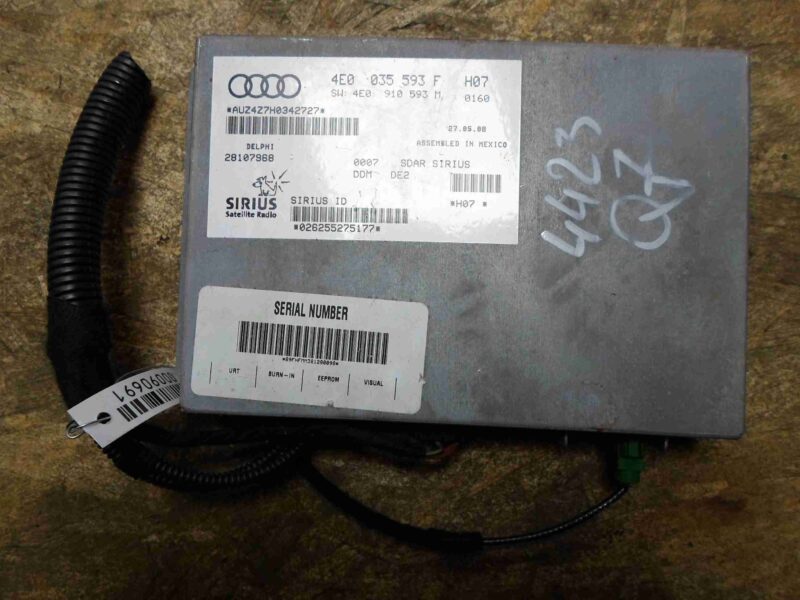 4E0 035 593 F H07
SW: 4E0 910 593 M, 0160
*AUZ4Z7H0342727*
27.05.08
ASSEMBLED IN MEXICO
DELPHI
28107968
0007 SDAR SIRIUS
DDM DE2
SIRIUS
Satellite Radio
SIRIUS ID
*H07 *
*026255275177*
4423
Q7
SERIAL NUMBER
URT BURN-IN EEPROM VISUAL
00090691